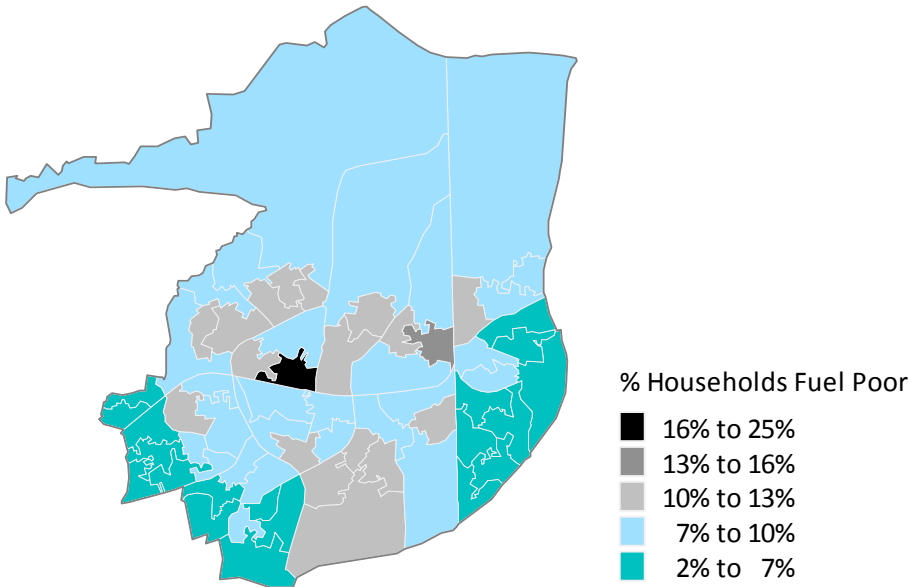 % Households Fuel Poor
16% to 25%
13% to 16%
10% to 13%
7% to 10%
2% to 7%